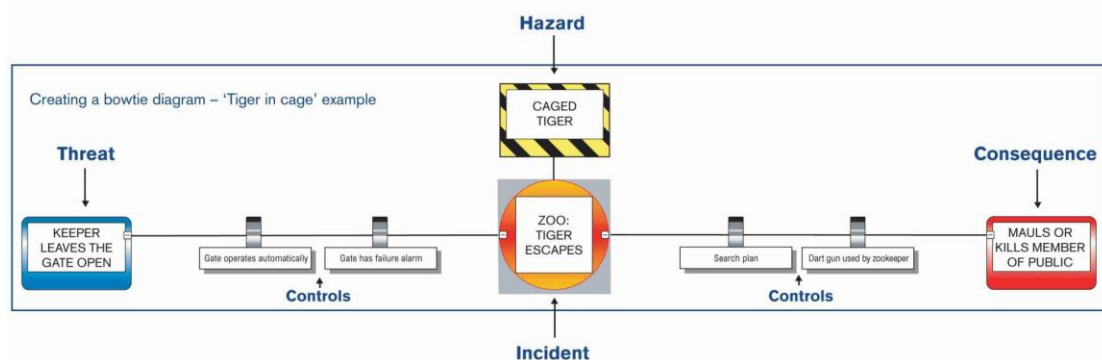 Hazard
Creating a bowtie diagram – ‘Tiger in cage’ example
CAGED
TIGER
Threat
Consequence
KEEPER
LEAVES THE
GATE OPEN
Gate operates automatically
Gate has failure alarm
Controls
ZOO:
TIGER
ESCAPES
Search plan
Dart gun used by zookeeper
Controls
MAULS OR
KILLS MEMBER
OF PUBLIC
Incident